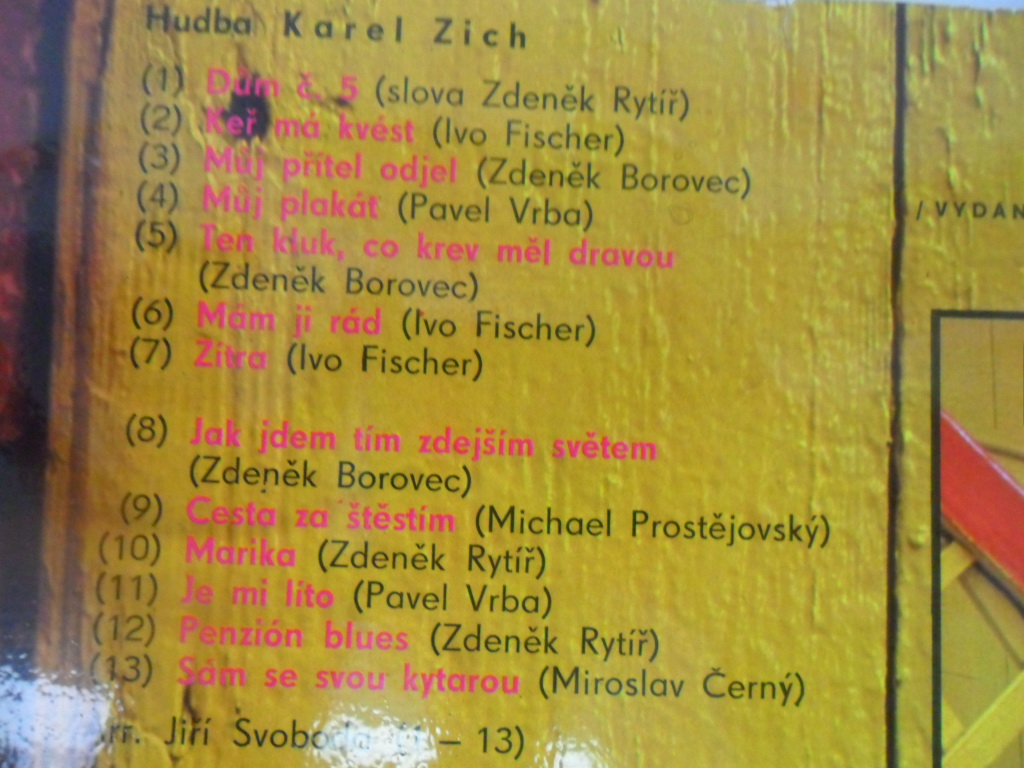 Hudba Karel Zich
(1) Dům č. 5 (slova Zdeněk Rytíř)
(2) Keř má kvést (Ivo Fischer)
(3) Můj přítel odjel (Zdeněk Borovec)
(4) Můj plakát (Pavel Vrba)
(5) Ten kluk, co krev měl dravou
(Zdeněk Borovec)
(6) Mám ji rád (Ivo Fischer)
(7) Zítra (Ivo Fischer)
(8) Jak jdem tím zdejším světem
(Zdeněk Borovec)
(9) Cesta za štěstím (Michael Prostějovský)
(10) Marika (Zdeněk Rytíř)
(11) Je mi líto (Pavel Vrba)
(12) Penzión blues (Zdeněk Rytíř)
(13) Sám se svou kytarou (Miroslav Černý)
Jiří Svoboda – 13)